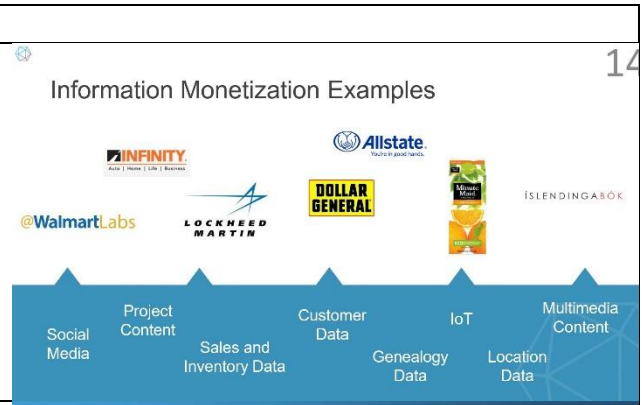 14
Information Monetization Examples
INFINITY.
Auto | Home | Life | Business
Allstate.
You're in good hands.
@WalmartLabs
LOCKHEED
MARTIN
DOLLAR
GENERAL
Minute
Maid
ÍSLENDINGABÓK
Social
Media
Project
Content
Sales and
Inventory Data
Customer
Data
Genealogy
Data
IoT
Location
Data
Multimedia
Content